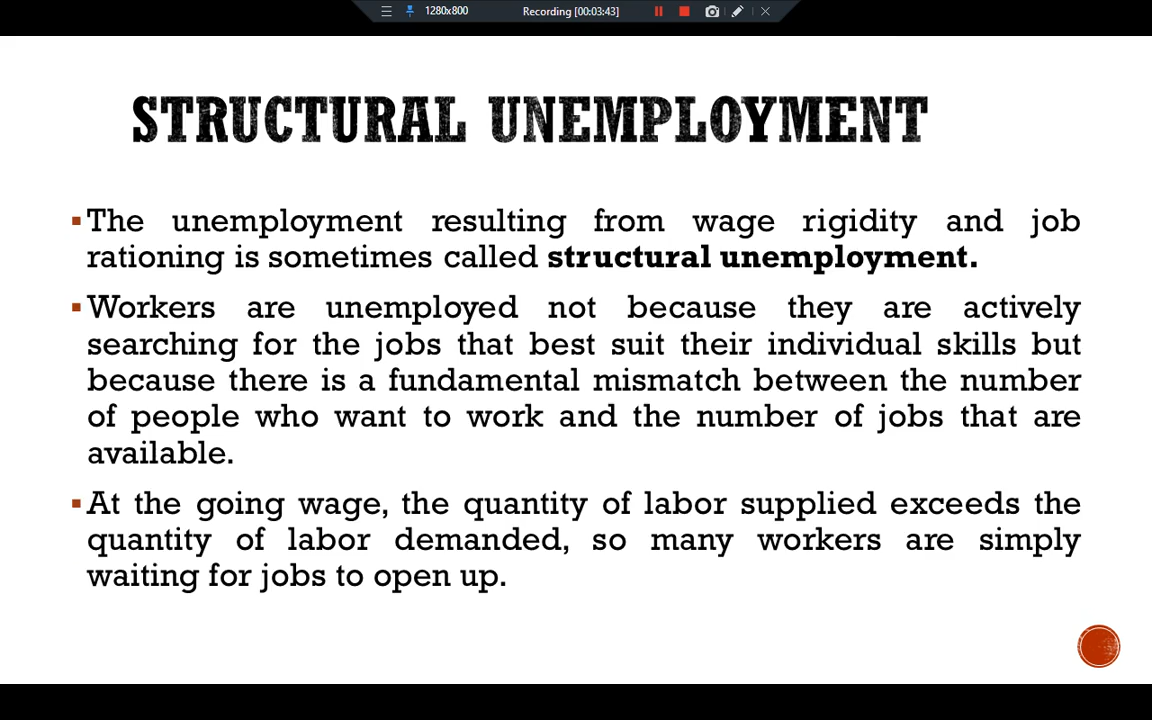 1280x800 Recording [00:03:43]
STRUCTURAL UNEMPLOYMENT
The unemployment resulting from wage rigidity and job
rationing is sometimes called structural unemployment.
Workers are unemployed not because they are actively
searching for the jobs that best suit their individual skills but
because there is a fundamental mismatch between the number
of people who want to work and the number of jobs that are
available.
At the going wage, the quantity of labor supplied exceeds the
quantity of labor demanded, so many workers are simply
waiting for jobs to open up.